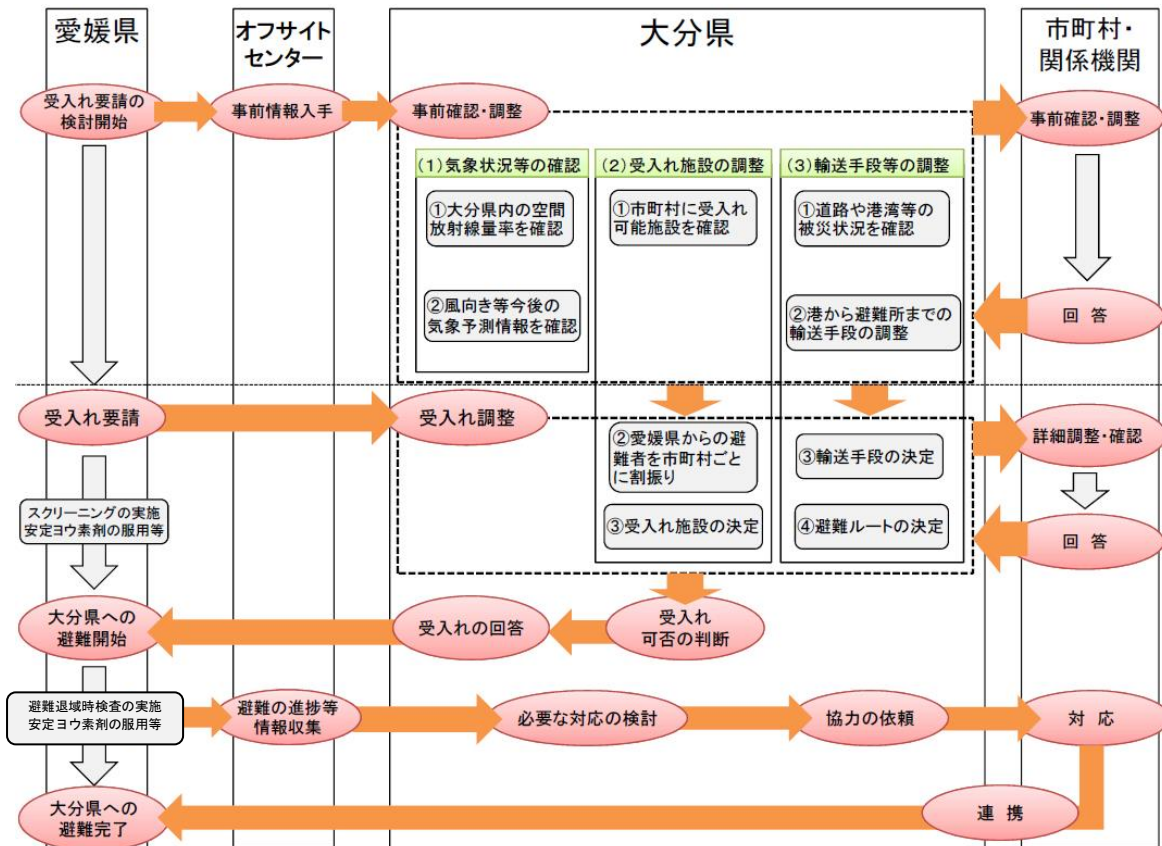 愛媛県
オフサイト
センター
大分県
市町村・
関係機関
受入れ要請の
検討開始
事前情報入手
事前確認・調整
事前確認・調整
(1)気象状況等の確認
(2)受入れ施設の調整
(3)輸送手段等の調整
①大分県内の空間
放射線量率を確認
①市町村に受入れ
可能施設を確認
①道路や港湾等の
被災状況を確認
②風向き等今後の
気象予測情報を確認
②港から避難所までの
輸送手段の調整
回 答
受入れ要請
受入れ調整
詳細調整・確認
②愛媛県からの避
難者を市町村ごと
に割振り
③輸送手段の決定
スクリーニングの実施
安定ヨウ素剤の服用等
③受入れ施設の決定
④避難ルートの決定
回 答
大分県への
避難開始
受入れの回答
受入れ
可否の判断
避難退域時検査の実施
安定ヨウ素剤の服用等
避難の進捗等
情報収集
必要な対応の検討
協力の依頼
対 応
大分県への
避難完了
連 携